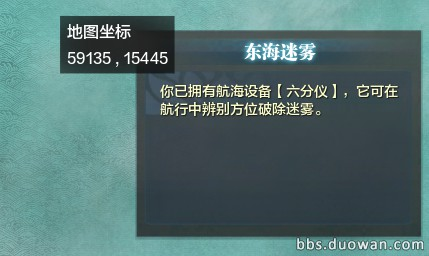 地图坐标
59135 , 15445
东海迷雾
你已拥有航海设备【六分仪】，它可在
航行中辨别方位破除迷雾。
bbs.duowan.com